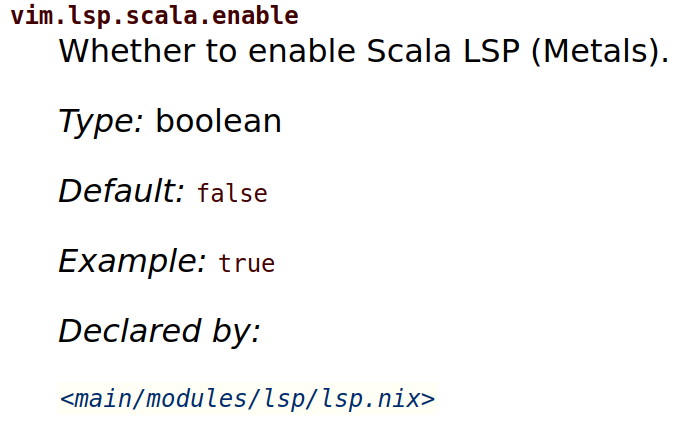 vim.lsp.scala.enable
Whether to enable Scala LSP (Metals).
Type: boolean
Default: false
Example: true
Declared by:
<main/modules/lsp/lsp.nix>